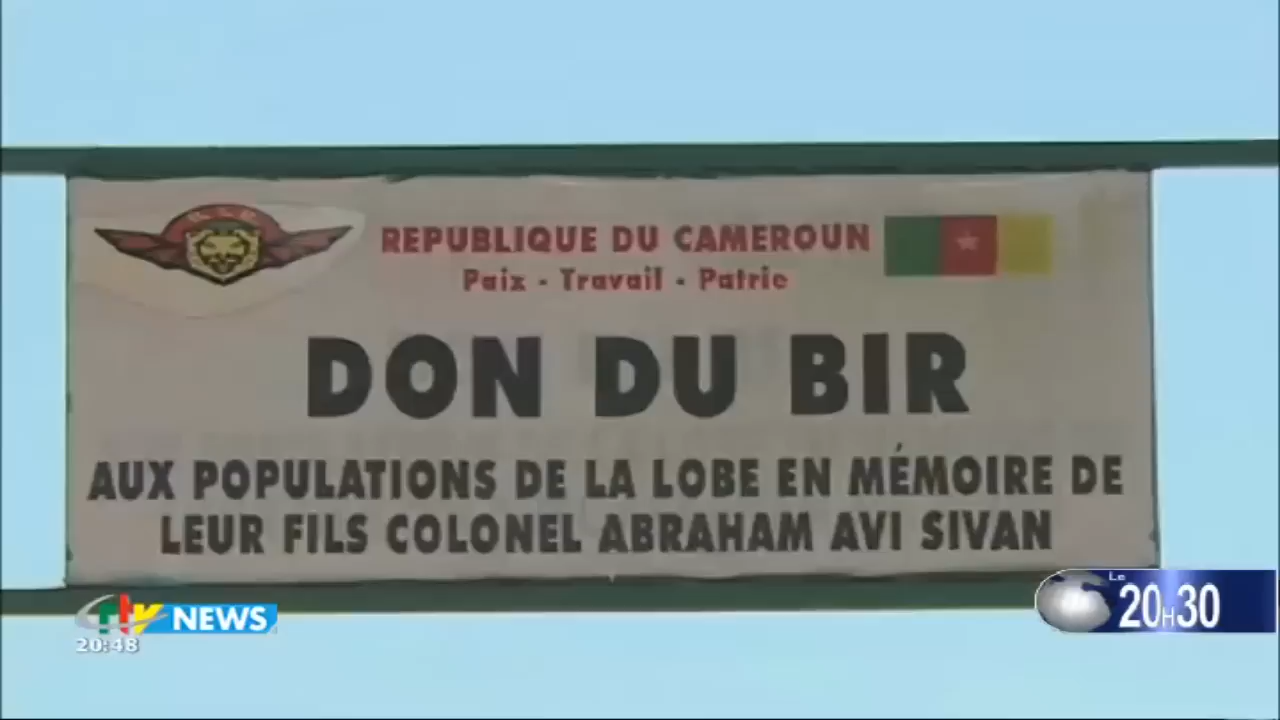 B.I.R
REPUBLIQUE DU CAMEROUN
Paix - Travail - Patrie
DON DU BIR
AUX POPULATIONS DE LA LOBE EN MÉMOIRE DE
LEUR FILS COLONEL ABRAHAM AVI SIVAN
crtv NEWS
20:48
Le
20H30